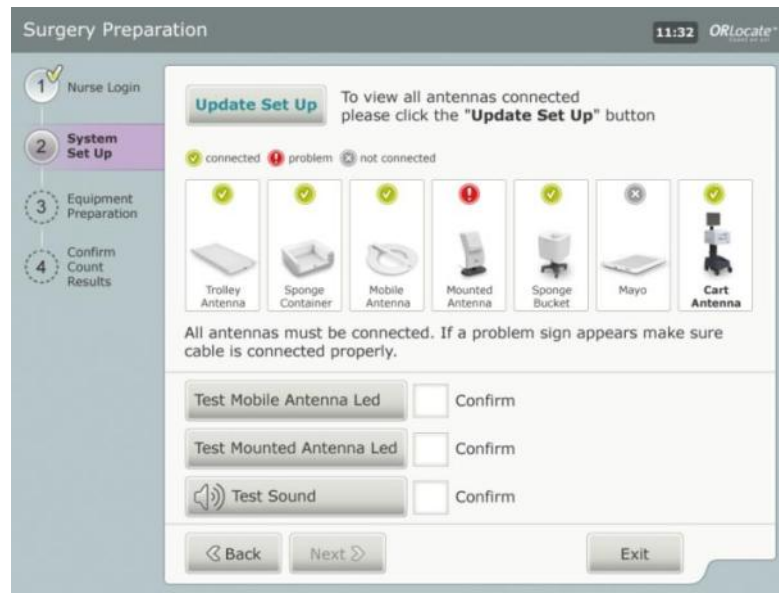 Surgery Preparation
11:32
ORLocate
1
Nurse Login
2
System
Set Up
3
Equipment
Preparation
4
Confirm
Count
Results
Update Set Up
To view all antennas connected
please click the "Update Set Up" button
connected
problem
not connected
Trolley
Antenna
Sponge
Container
Mobile
Antenna
Mounted
Antenna
Sponge
Bucket
Mayo
Cart
Antenna
All antennas must be connected. If a problem sign appears make sure
cable is connected properly.
Test Mobile Antenna Led
Confirm
Test Mounted Antenna Led
Confirm
Test Sound
Confirm
Back
Next
Exit